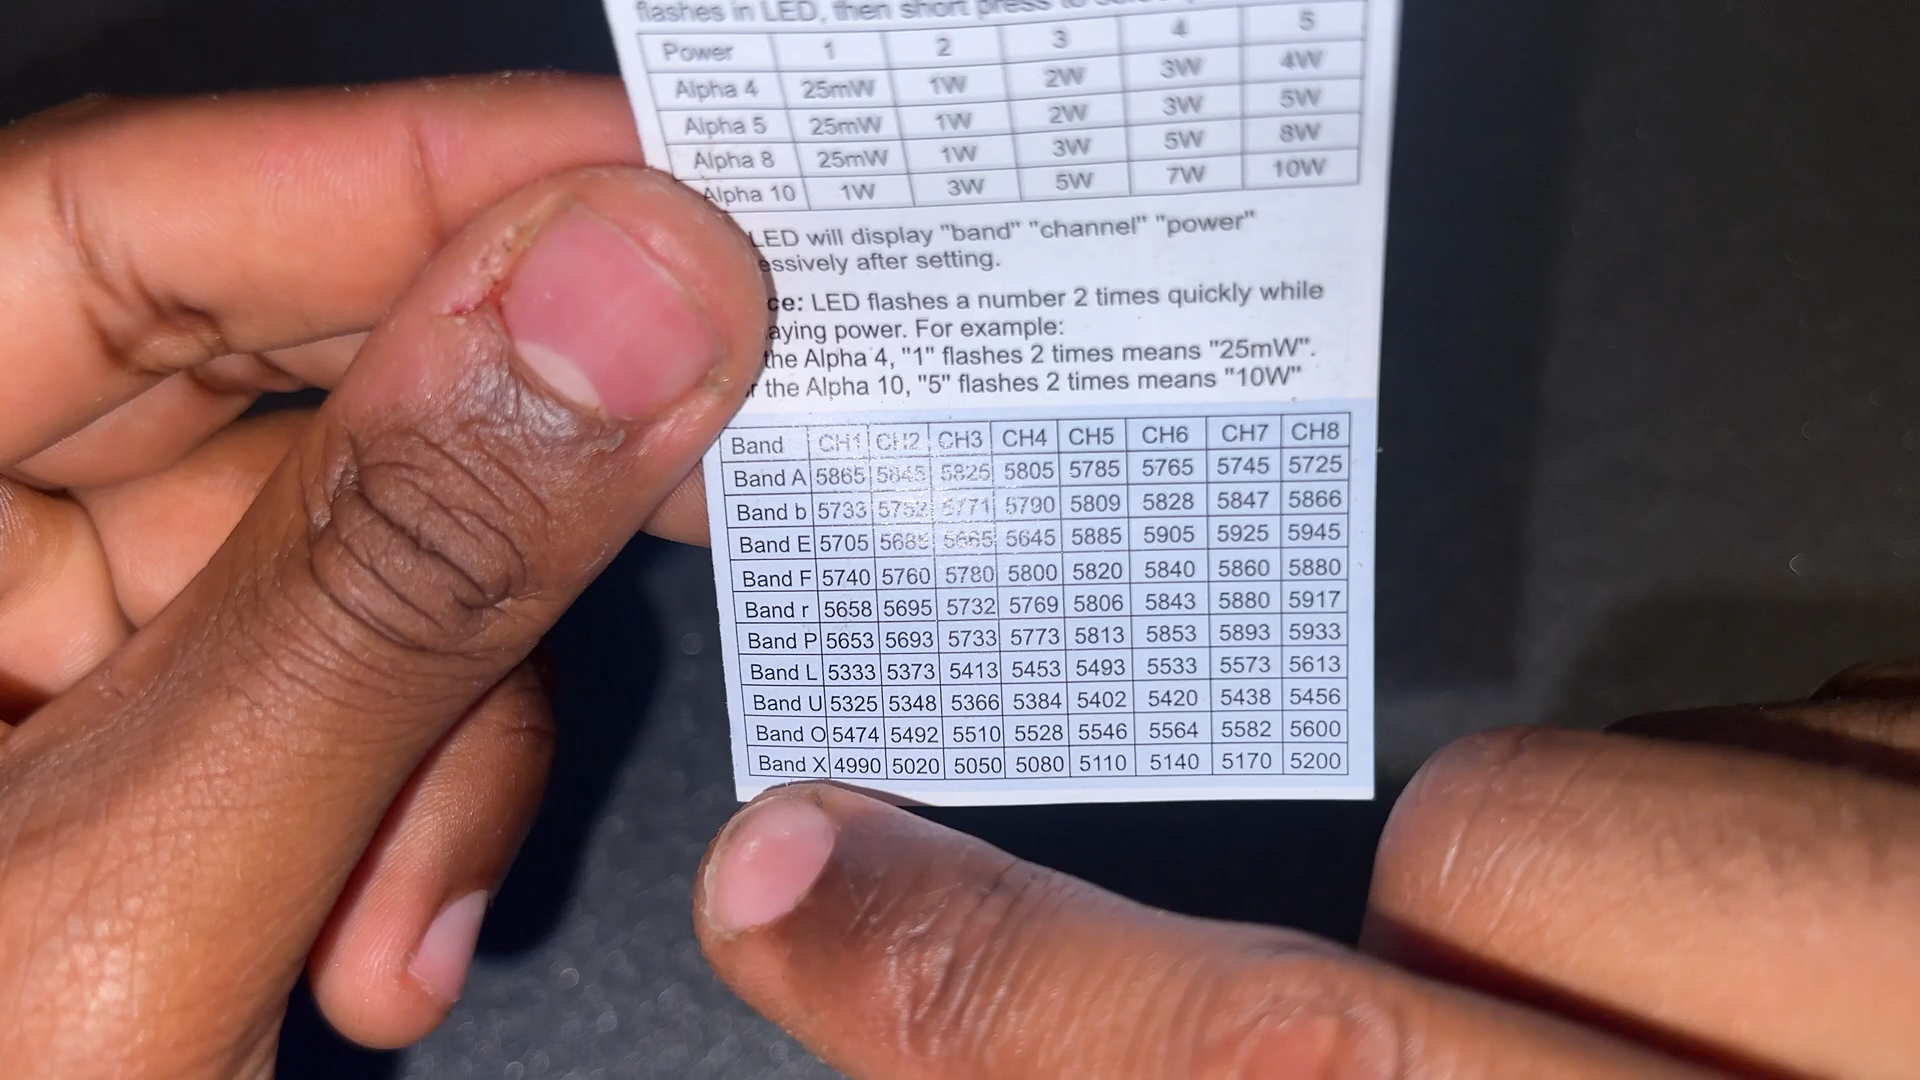 flashes in LED, then short press to
Power 1 2 3 4 5
Alpha 4 25mW 1W 2W 3W 4W
Alpha 5 25mW 1W 2W 3W 5W
Alpha 8 25mW 1W 3W 5W 8W
Alpha 10 1W 3W 5W 7W 10W
LED will display "band" "channel" "power"
essively after setting.
ce: LED flashes a number 2 times quickly while
aying power. For example:
the Alpha 4, "1" flashes 2 times means "25mW".
r the Alpha 10, "5" flashes 2 times means "10W"
Band CH1 CH2 CH3 CH4 CH5 CH6 CH7 CH8
Band A 5865 5845 5825 5805 5785 5765 5745 5725
Band b 5733 5752 5771 5790 5809 5828 5847 5866
Band E 5705 5685 5665 5645 5885 5905 5925 5945
Band F 5740 5760 5780 5800 5820 5840 5860 5880
Band r 5658 5695 5732 5769 5806 5843 5880 5917
Band P 5653 5693 5733 5773 5813 5853 5893 5933
Band L 5333 5373 5413 5453 5493 5533 5573 5613
Band U 5325 5348 5366 5384 5402 5420 5438 5456
Band O 5474 5492 5510 5528 5546 5564 5582 5600
Band X 4990 5020 5050 5080 5110 5140 5170 5200